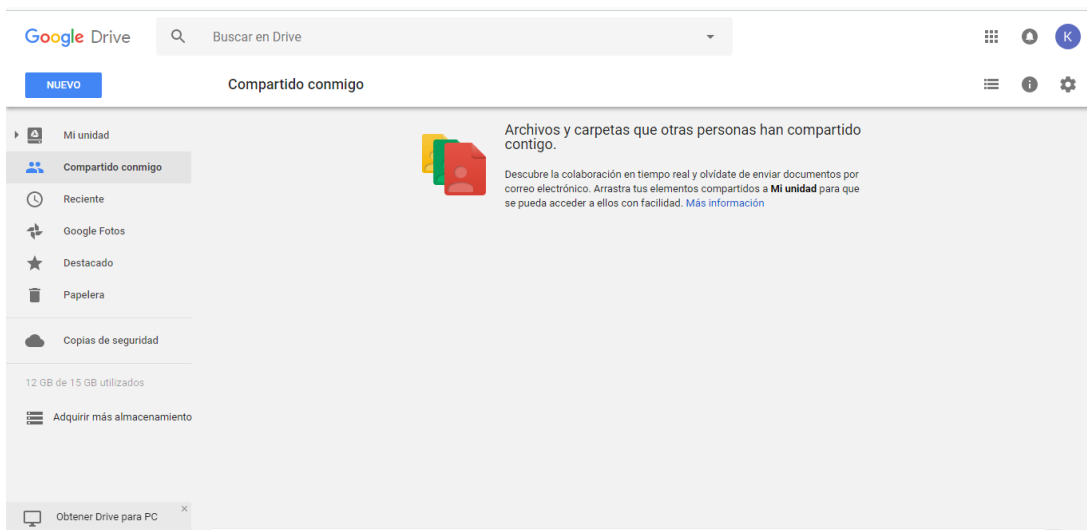 Google Drive
Buscar en Drive
K
NUEVO
Compartido conmigo
Mi unidad
Compartido conmigo
Reciente
Google Fotos
Destacado
Papelera
Copias de seguridad
12 GB de 15 GB utilizados
Adquirir más almacenamiento
Obtener Drive para PC
Archivos y carpetas que otras personas han compartido
contigo.
Descubre la colaboración en tiempo real y olvídate de enviar documentos por
correo electrónico. Arrastra tus elementos compartidos a Mi unidad para que
se pueda acceder a ellos con facilidad. Más información